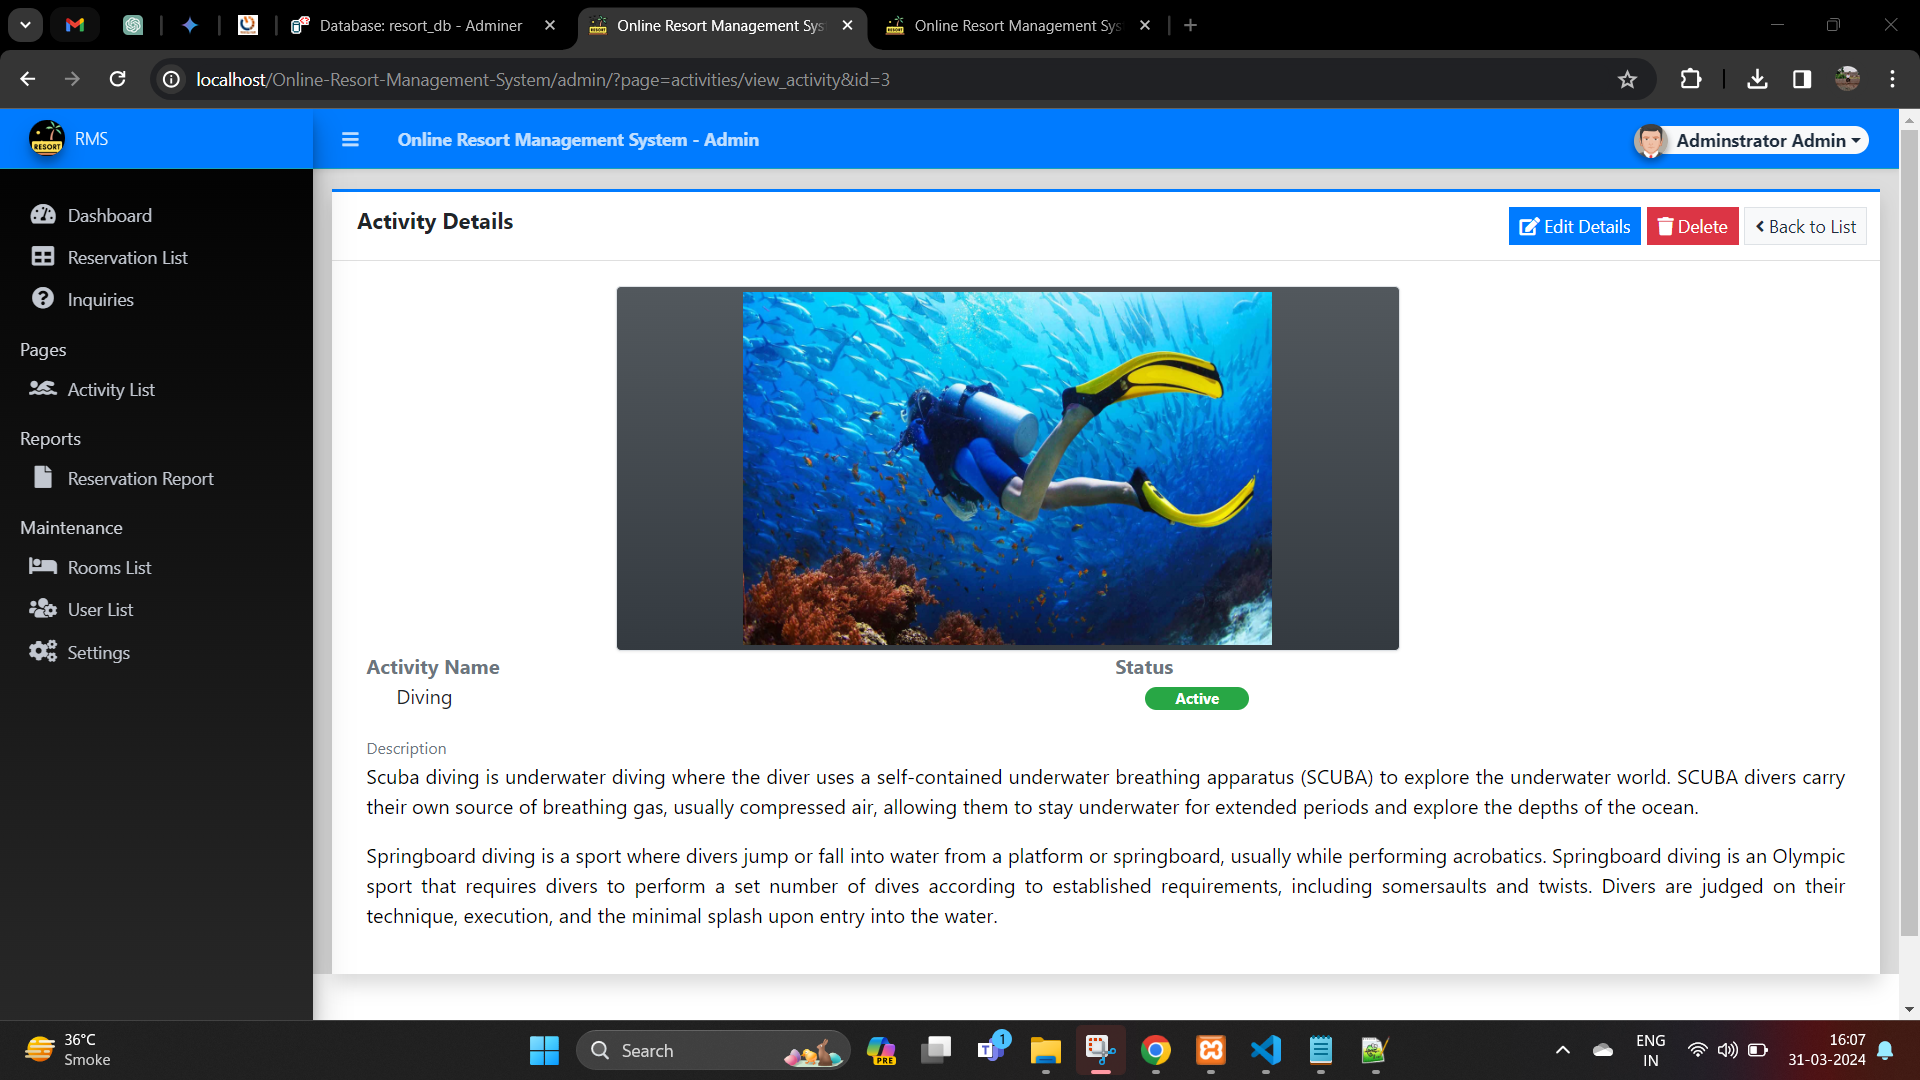 Database: resort_db - Adminer
Online Resort Management Sys
Online Resort Management Sys
localhost/Online-Resort-Management-System/admin/?page=activities/view_activity&id=3
RESORT
RMS
Online Resort Management System - Admin
Adminstrator Admin
Dashboard
Reservation List
Inquiries
Pages
Activity List
Reports
Reservation Report
Maintenance
Rooms List
User List
Settings
Activity Details
Edit Details
Delete
Back to List
Activity Name
Status
Diving
Active
Description
Scuba diving is underwater diving where the diver uses a self-contained underwater breathing apparatus (SCUBA) to explore the underwater world. SCUBA divers carry
their own source of breathing gas, usually compressed air, allowing them to stay underwater for extended periods and explore the depths of the ocean.
Springboard diving is a sport where divers jump or fall into water from a platform or springboard, usually while performing acrobatics. Springboard diving is an Olympic
sport that requires divers to perform a set number of dives according to established requirements, including somersaults and twists. Divers are judged on their
technique, execution, and the minimal splash upon entry into the water.
36°C
Smoke
Search
PRE
1
ENG
IN
16:07
31-03-2024